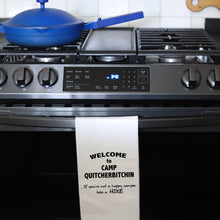 WELCOME
to
CAMP
QUITCHERBITCHIN
If you're not a happy camper
take a HIKE